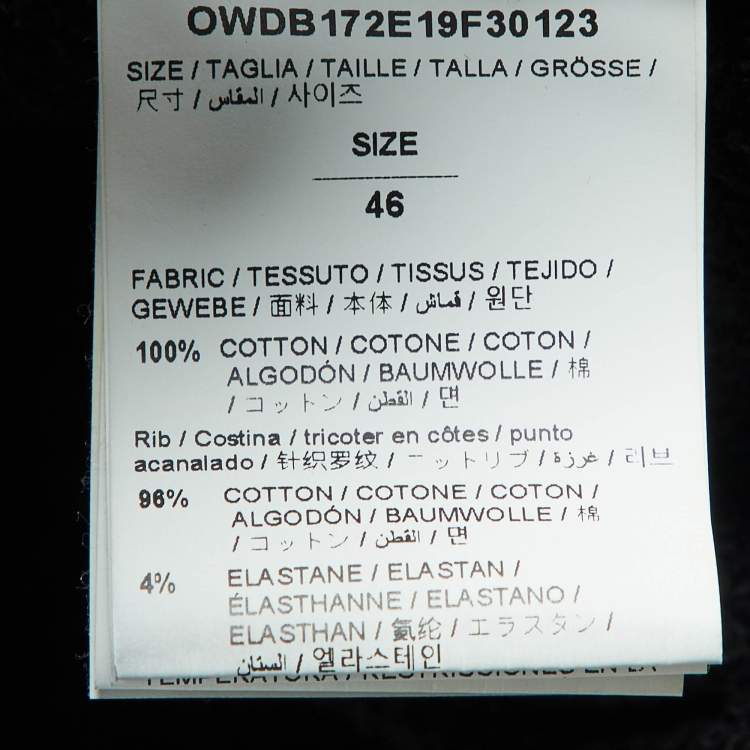 OWDB172E19F30123
SIZE / TAGLIA / TAILLE / TALLA / GRÖSSE /
尺寸 / المقاس / 사이즈
SIZE
46
FABRIC / TESSUTO / TISSUS / TEJIDO /
GEWEBE / 面料 / 本体 / قماش / 원단
100% COTTON / COTONE / COTON /
ALGODÓN / BAUMWOLLE / 棉
/ コットン / القطن / 면
Rib / Costina / tricoter en côtes / punto
acanalado / 针织罗纹 / ニットリブ / غرزة / 리브
96% COTTON / COTONE / COTON /
ALGODÓN / BAUMWOLLE / 棉
/ コットン / القطن / 면
4% ELASTANE / ELASTAN /
ÉLASTHANNE / ELASTANO /
ELASTHAN / 氨纶 / エラスタン /
/ 엘라스테인
TEMPERATURA / RESTRICCIONES EN LA